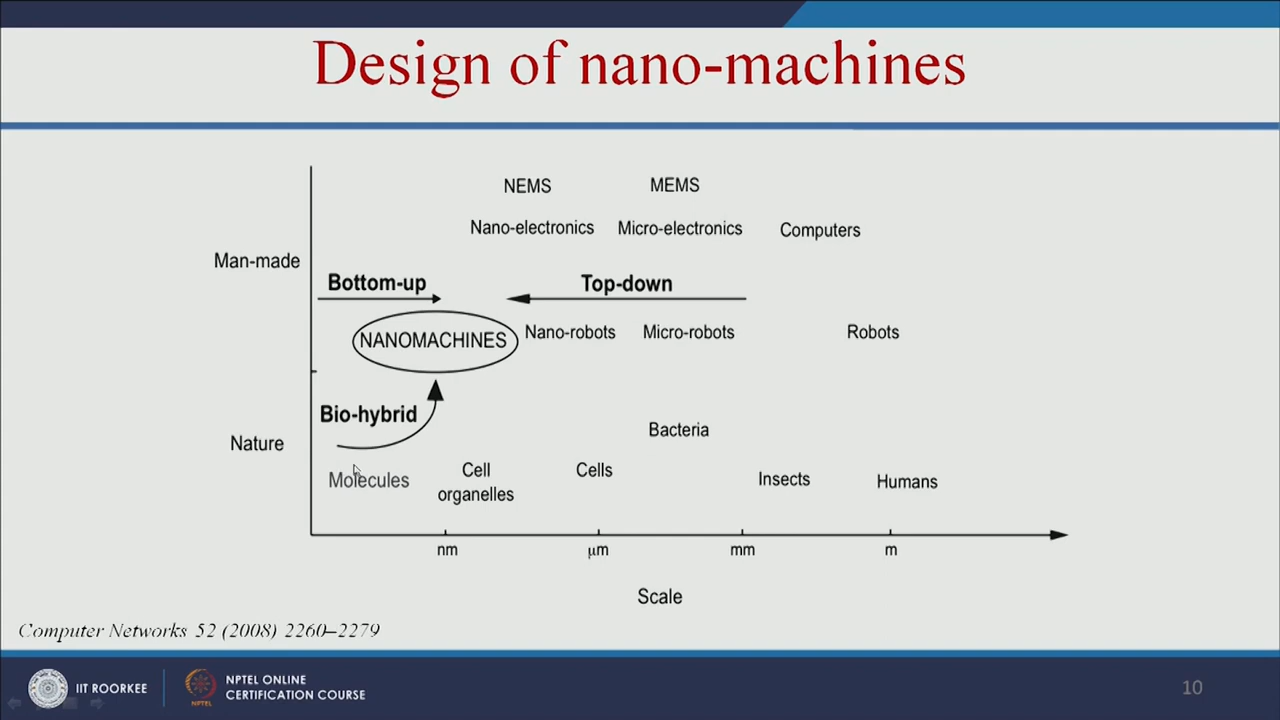 Design of nano-machines
NEMS
MEMS
Nano-electronics
Micro-electronics
Computers
Man-made
Bottom-up
Top-down
NANOMACHINES
Nano-robots
Micro-robots
Robots
Bio-hybrid
Nature
Bacteria
Molecules
Cell
organelles
Cells
Insects
Humans
nm
μm
mm
m
Scale
Computer Networks 52 (2008) 2260–2279
IIT ROORKEE
NPTEL
NPTEL ONLINE
CERTIFICATION COURSE
10